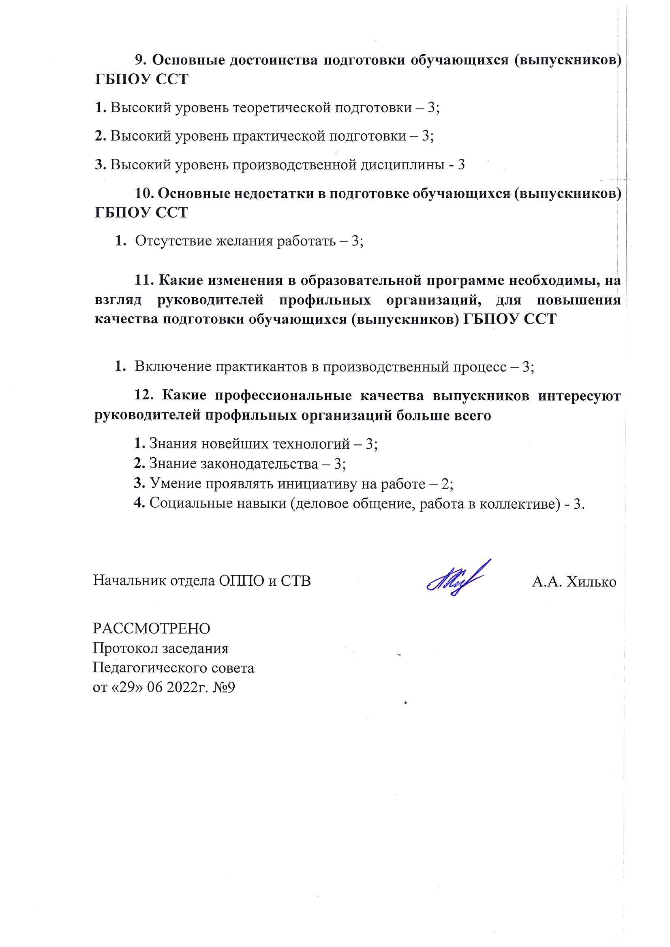 9. Основные достоинства подготовки обучающихся (выпускников)
ГБПОУ ССТ
1. Высокий уровень теоретической подготовки – 3;
2. Высокий уровень практической подготовки – 3;
3. Высокий уровень производственной дисциплины - 3
10. Основные недостатки в подготовке обучающихся (выпускников)
ГБПОУ ССТ
1. Отсутствие желания работать – 3;
11. Какие изменения в образовательной программе необходимы, на
взгляд руководителей профильных организаций, для повышения
качества подготовки обучающихся (выпускников) ГБПОУ ССТ
1. Включение практикантов в производственный процесс – 3;
12. Какие профессиональные качества выпускников интересуют
руководителей профильных организаций больше всего
1. Знания новейших технологий – 3;
2. Знание законодательства – 3;
3. Умение проявлять инициативу на работе – 2;
4. Социальные навыки (деловое общение, работа в коллективе) - 3.
Начальник отдела ОППО и СТВ А.А. Хилько
РАССМОТРЕНО
Протокол заседания
Педагогического совета
от «29» 06 2022г. №9